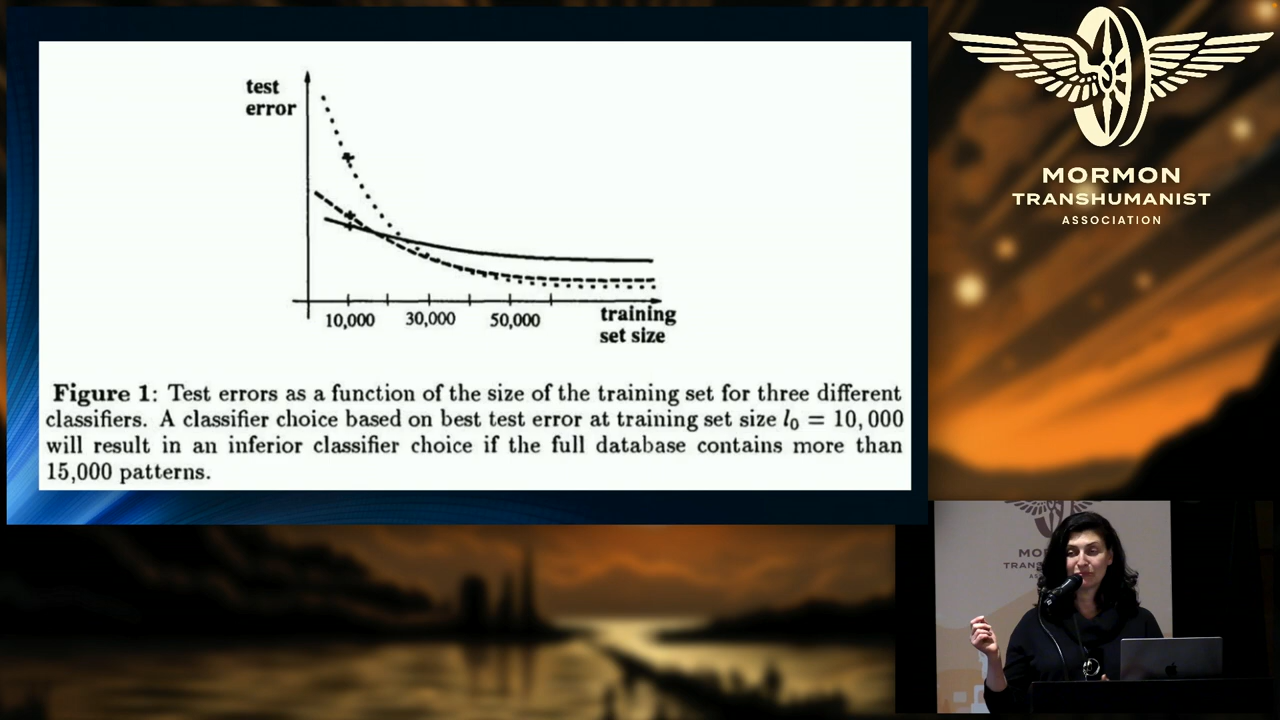 test
error
10,000
30,000
50,000
training
set size
Figure 1: Test errors as a function of the size of the training set for three different
classifiers. A classifier choice based on best test error at training set size l₀ = 10,000
will result in an inferior classifier choice if the full database contains more than
15,000 patterns.
MORMON
TRANSHUMANIST
ASSOCIATION
MO
TRANS